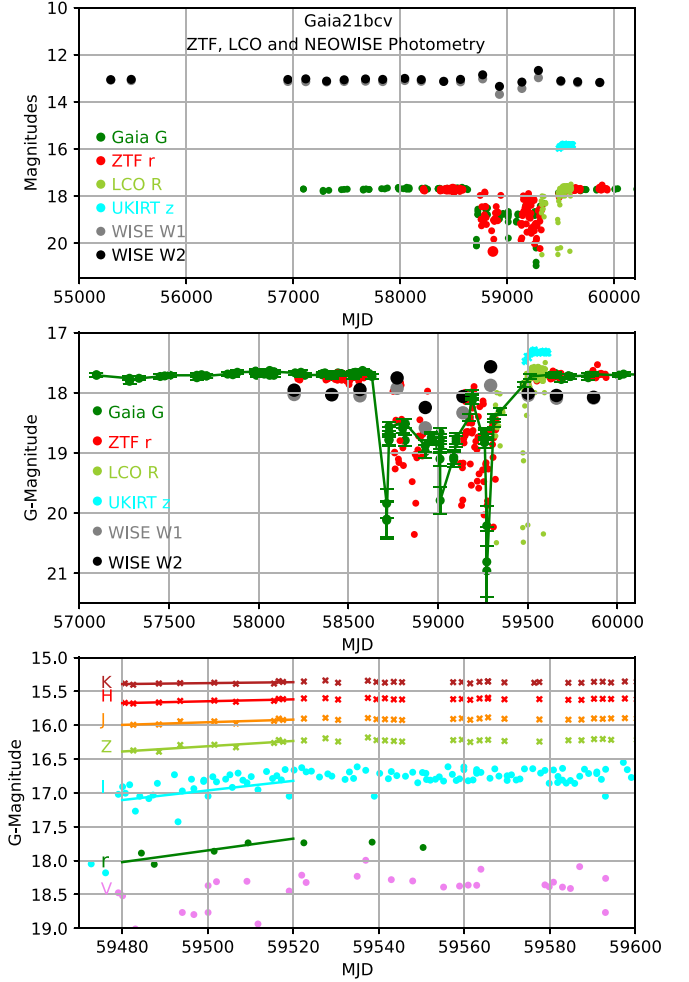 Gaia21bcv
ZTF, LCO and NEOWISE Photometry
Magnitudes
10
12
14
16
18
20
Gaia G
ZTF r
LCO R
UKIRT z
WISE W1
WISE W2
55000 56000 57000 58000 59000 60000
MJD
G-Magnitude
17
18
19
20
21
Gaia G
ZTF r
LCO R
UKIRT z
WISE W1
WISE W2
57000 57500 58000 58500 59000 59500 60000
MJD
G-Magnitude
15.0
15.5
16.0
16.5
17.0
17.5
18.0
18.5
19.0
K
H
J
Z
I
r
V
59480 59500 59520 59540 59560 59580 59600
MJD